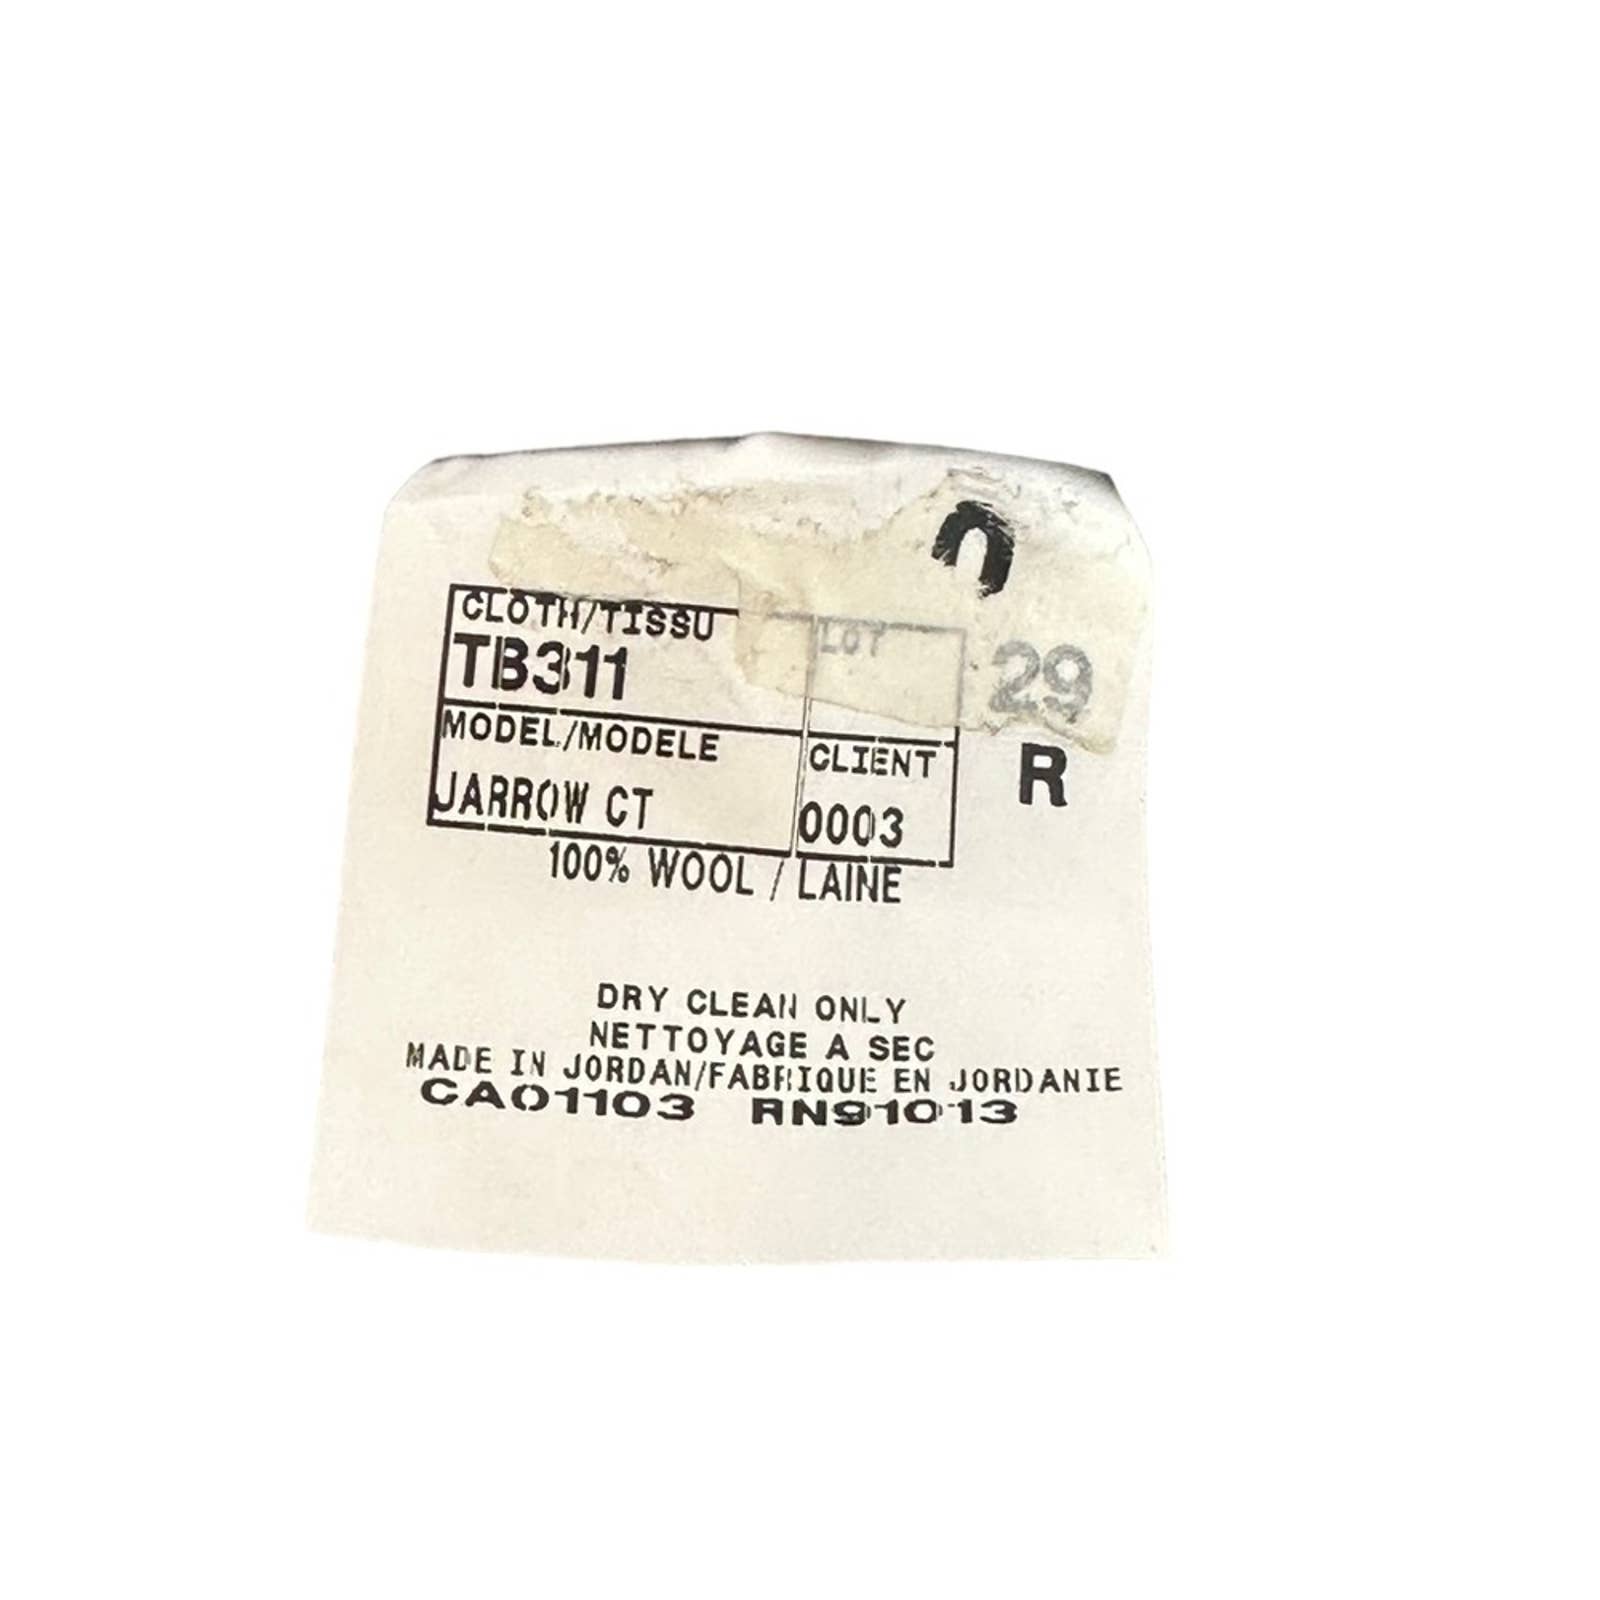 CLOTH/TISSU
LOT
29
TB311
MODEL/MODELE
CLIENT
R
JARROW CT
0003
100% WOOL / LAINE
DRY CLEAN ONLY
NETTOYAGE A SEC
MADE IN JORDAN/FABRIQUE EN JORDANIE
CA01103 RN91013